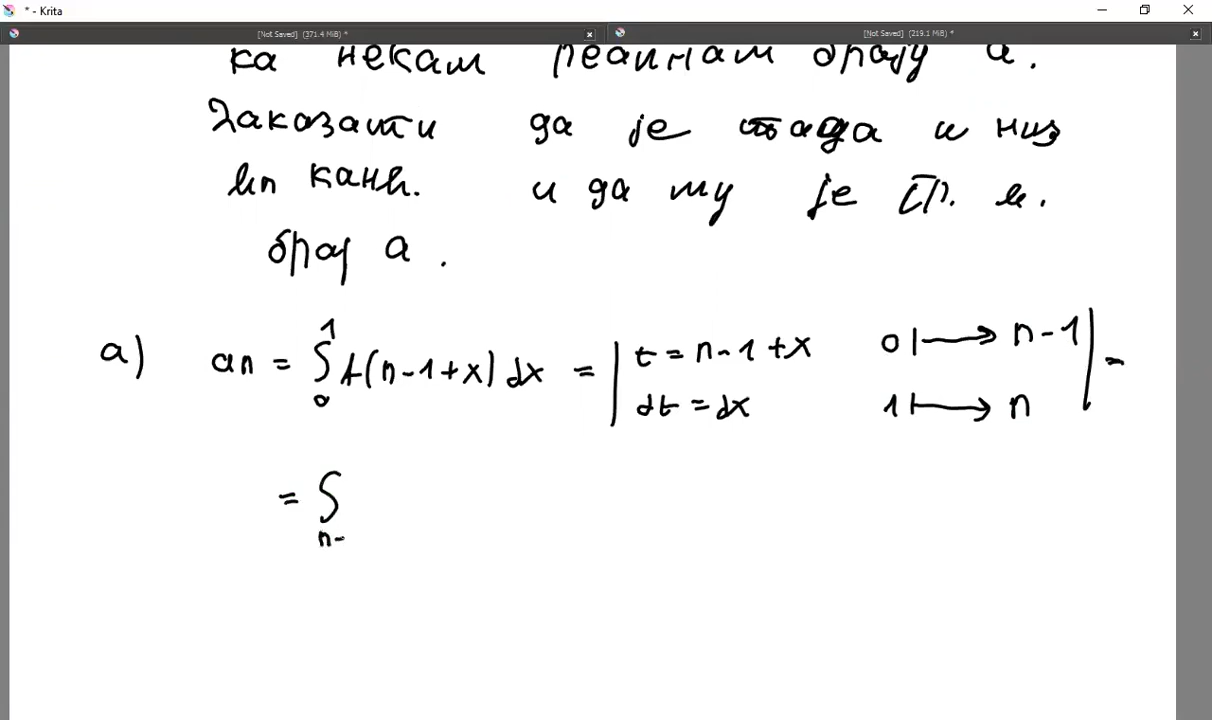 * - Krita
[Not Saved] (371.4 MiB) * [Not Saved] (219.1 MiB) *
ка неком реалном броју a.
Доказати да је тада и низ
bn конв. и да му је гр. в.
број a.
a) an = ∫₀¹ f(n-1+x) dx = | t = n-1+x 0 ↦ n-1 | =
dt = dx 1 ↦ n
= ∫ n-